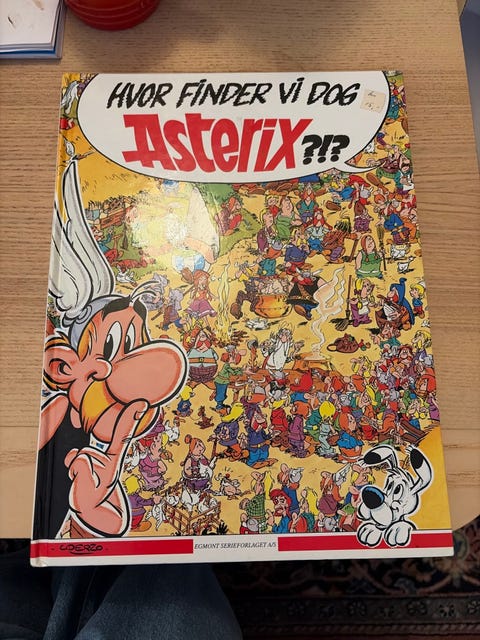 HVOR FINDER VI DOG
Asterix ?!?
UDERZO
EGMONT SERIEFORLAGET A/S